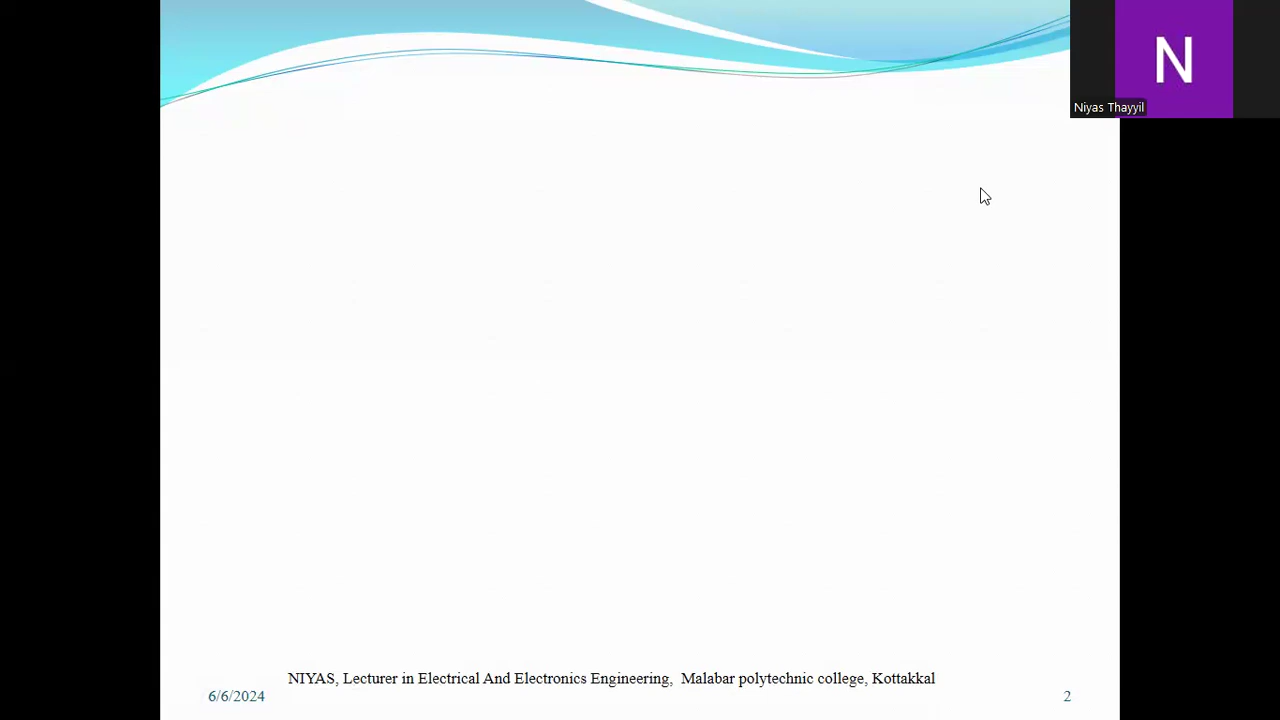 N
Niyas Thayyil
NIYAS, Lecturer in Electrical And Electronics Engineering,  Malabar polytechnic college, Kottakkal
6/6/2024
2